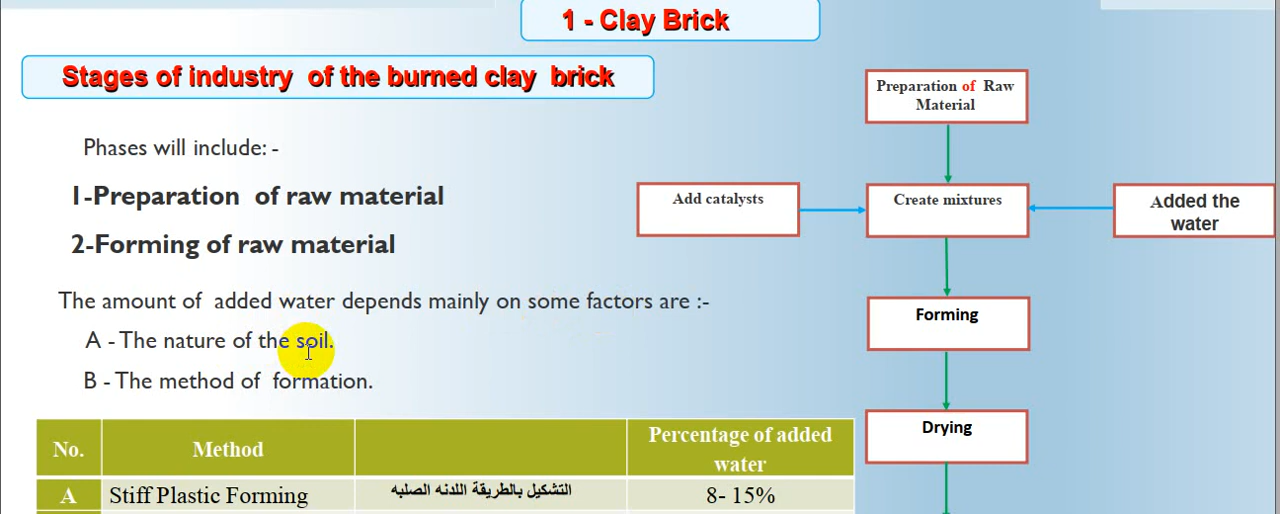 1 - Clay Brick
Stages of industry of the burned clay brick
Phases will include: -
1-Preparation of raw material
2-Forming of raw material
The amount of added water depends mainly on some factors are :-
A - The nature of the soil.
B - The method of formation.
No.
Method
Percentage of added
water
A
Stiff Plastic Forming
التشكيل بالطريقة اللدنه الصلبه
8- 15%
Preparation of Raw
Material
Add catalysts
Create mixtures
Added the
water
Forming
Drying